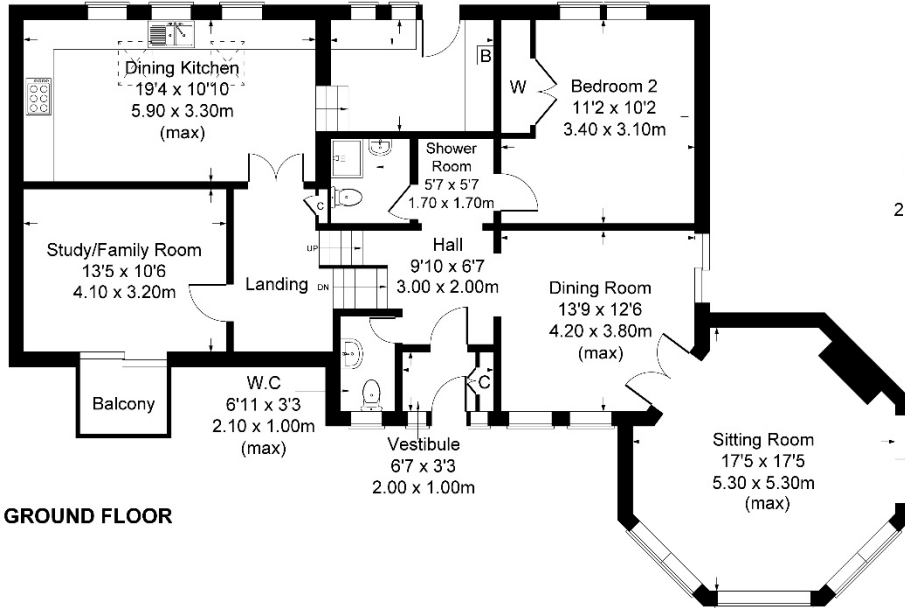 Dining Kitchen
19'4 x 10'10
5.90 x 3.30m
(max)
B
W
Bedroom 2
11'2 x 10'2
3.40 x 3.10m
Shower
Room
5'7 x 5'7
1.70 x 1.70m
C
2
Study/Family Room
13'5 x 10'6
4.10 x 3.20m
UP
DN
Landing
Hall
9'10 x 6'7
3.00 x 2.00m
Dining Room
13'9 x 12'6
4.20 x 3.80m
(max)
Balcony
W.C
6'11 x 3'3
2.10 x 1.00m
(max)
C
Vestibule
6'7 x 3'3
2.00 x 1.00m
Sitting Room
17'5 x 17'5
5.30 x 5.30m
(max)
GROUND FLOOR